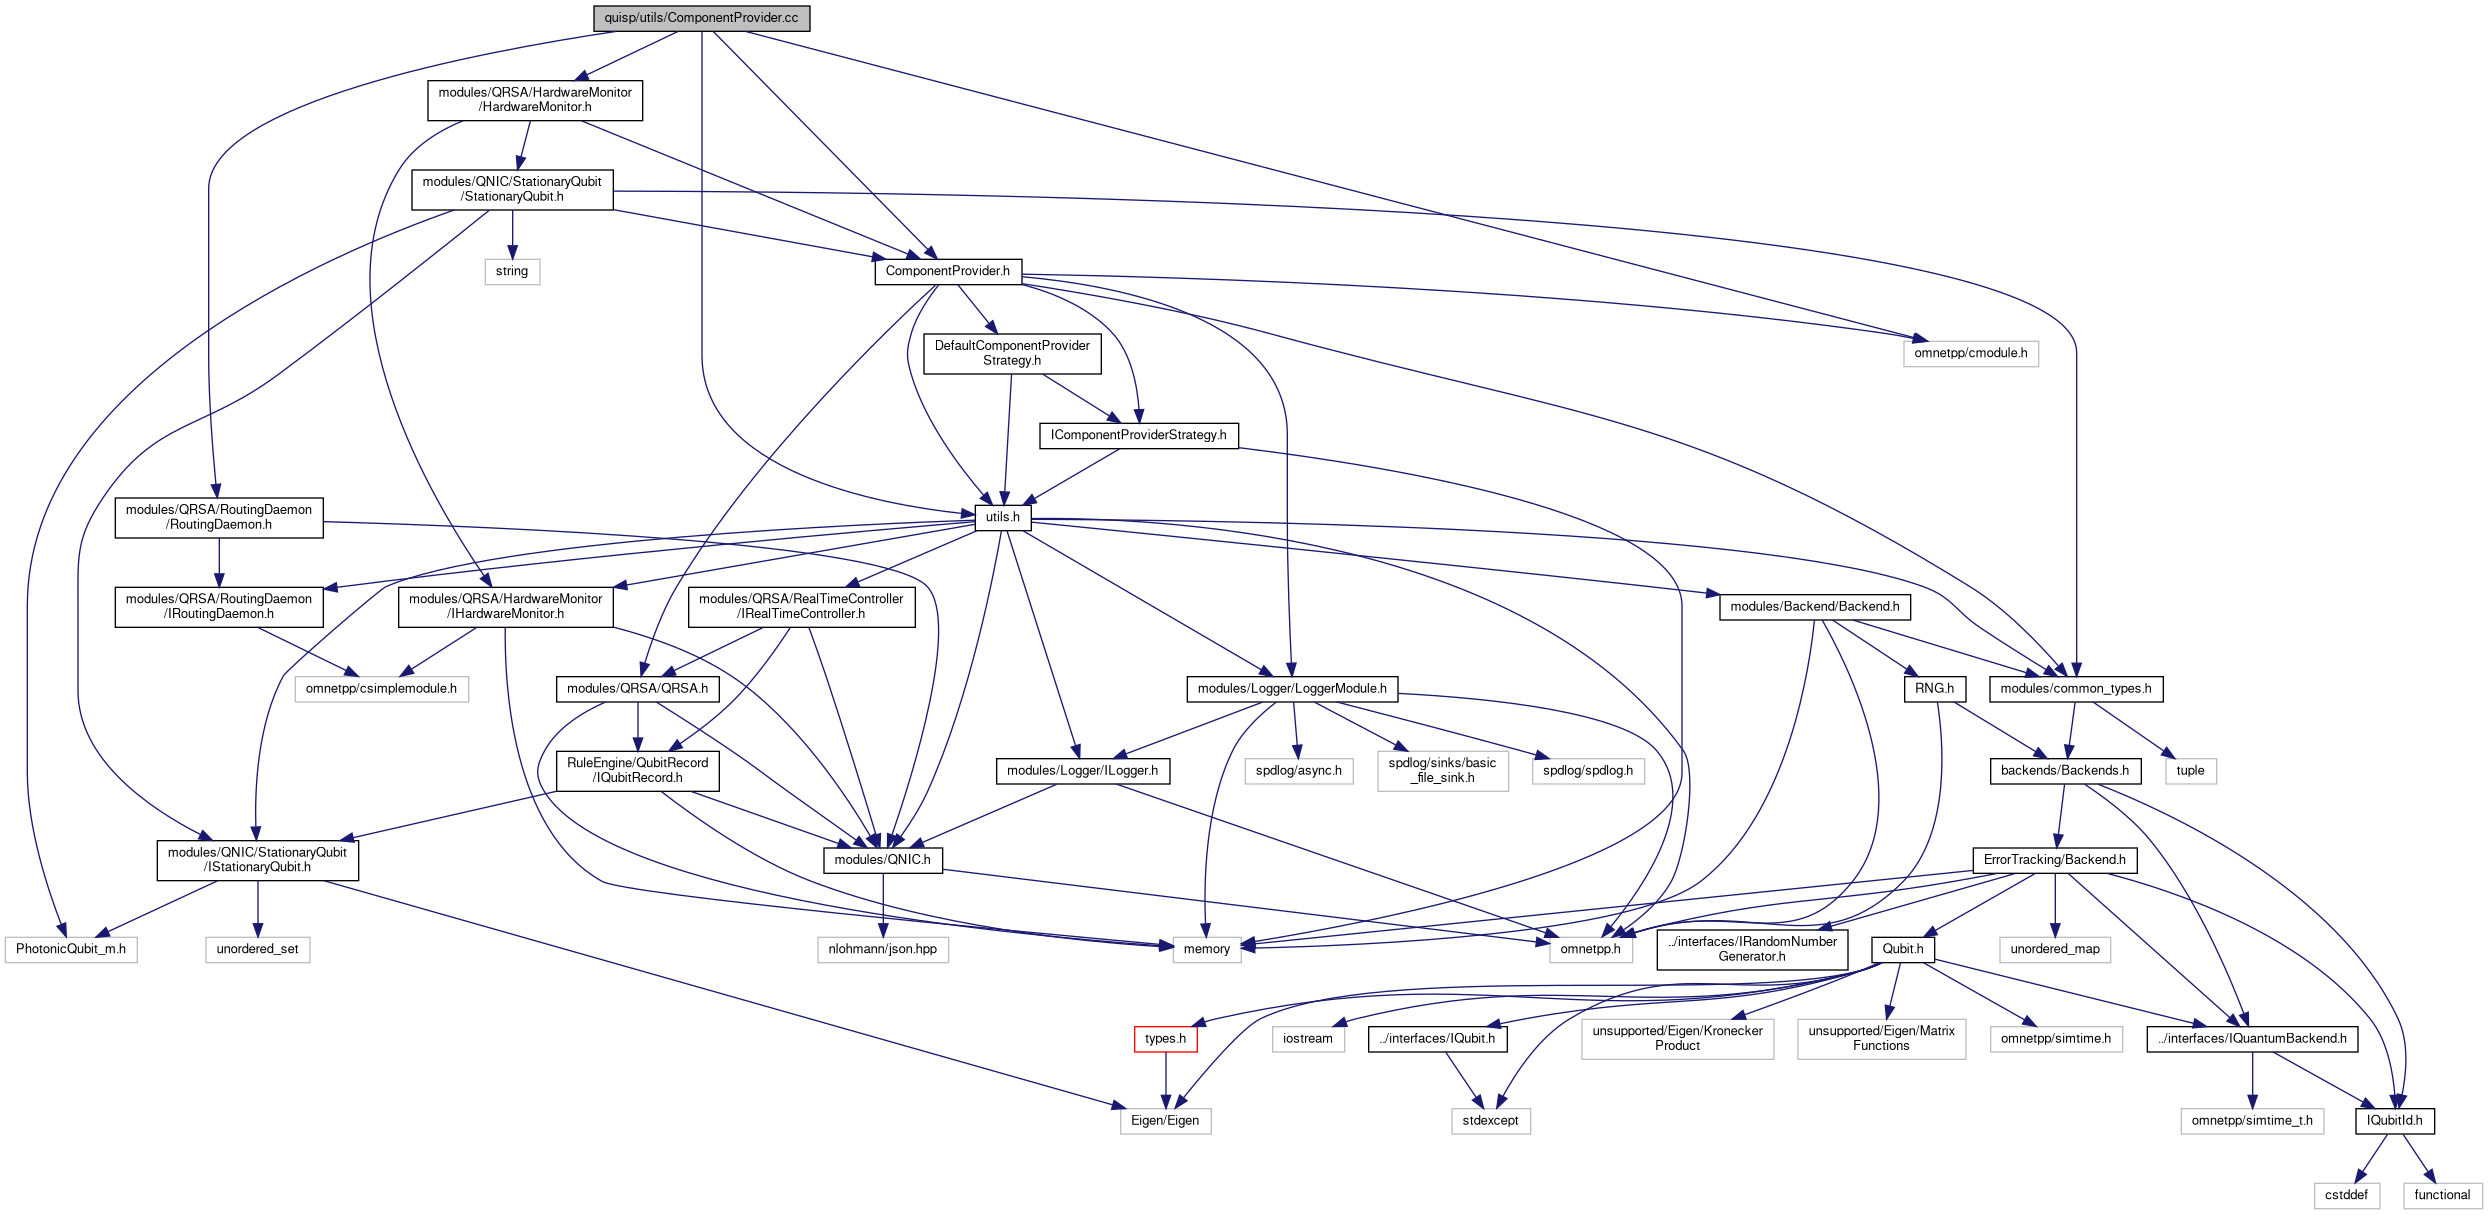 quisp/utils/ComponentProvider.cc
modules/QRSA/HardwareMonitor
/HardwareMonitor.h
modules/QNIC/StationaryQubit
/StationaryQubit.h
string
ComponentProvider.h
DefaultComponentProvider
Strategy.h
omnetpp/cmodule.h
IComponentProviderStrategy.h
modules/QRSA/RoutingDaemon
/RoutingDaemon.h
utils.h
modules/QRSA/RoutingDaemon
/IRoutingDaemon.h
modules/QRSA/HardwareMonitor
/IHardwareMonitor.h
modules/QRSA/RealTimeController
/IRealTimeController.h
modules/Backend/Backend.h
omnetpp/csimplemodule.h
modules/QRSA/QRSA.h
modules/Logger/LoggerModule.h
RNG.h
modules/common_types.h
RuleEngine/QubitRecord
/IQubitRecord.h
modules/Logger/ILogger.h
spdlog/async.h
spdlog/sinks/basic
_file_sink.h
spdlog/spdlog.h
backends/Backends.h
tuple
modules/QNIC/StationaryQubit
/IStationaryQubit.h
modules/QNIC.h
ErrorTracking/Backend.h
PhotonicQubit_m.h
unordered_set
nlohmann/json.hpp
memory
omnetpp.h
../interfaces/IRandomNumber
Generator.h
Qubit.h
unordered_map
types.h
iostream
../interfaces/IQubit.h
unsupported/Eigen/Kronecker
Product
unsupported/Eigen/Matrix
Functions
omnetpp/simtime.h
../interfaces/IQuantumBackend.h
Eigen/Eigen
stdexcept
omnetpp/simtime_t.h
IQubitId.h
cstddef
functional